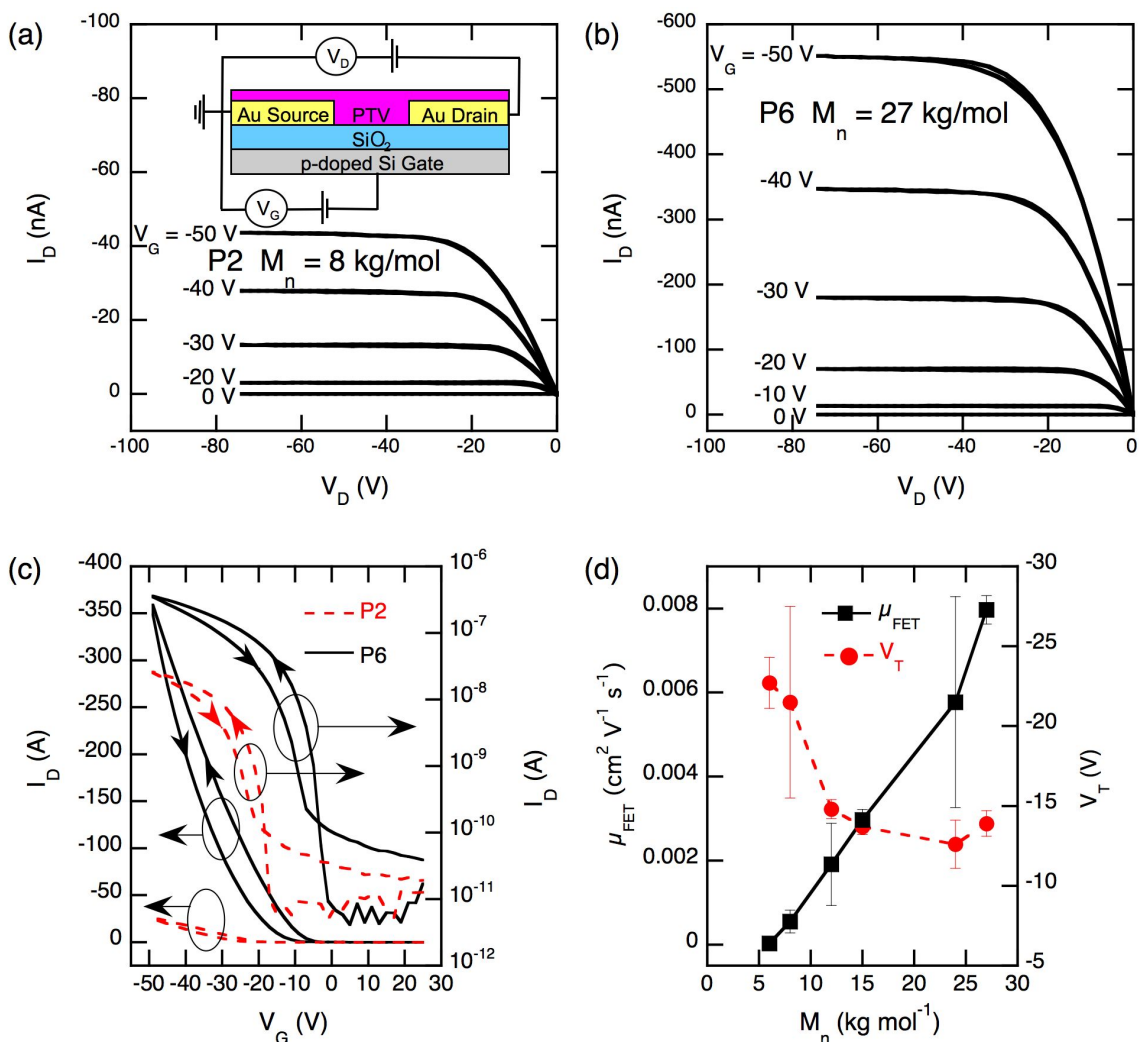 (a)
-100
-80
-60
-40
-20
0
I_D (nA)
V_D
Au Source
PTV
Au Drain
SiO₂
p-doped Si Gate
V_G
V_G = -50 V
P2 M_n = 8 kg/mol
-40 V
-30 V
-20 V
0 V
-100 -80 -60 -40 -20 0
V_D (V)
(b)
-600
-500
-400
-300
-200
-100
0
I_D (nA)
V_G = -50 V
P6 M_n = 27 kg/mol
-40 V
-30 V
-20 V
-10 V
0 V
-100 -80 -60 -40 -20 0
V_D (V)
(c)
-400
-350
-300
-250
-200
-150
-100
-50
0
I_D (A)
P2
P6
10⁻⁶
10⁻⁷
10⁻⁸
10⁻⁹
10⁻¹⁰
10⁻¹¹
10⁻¹²
I_D (A)
-50 -40 -30 -20 -10 0 10 20 30
V_G (V)
(d)
0.008
0.006
0.004
0.002
0
μ_FET (cm² V⁻¹ s⁻¹)
μ_FET
V_T
-30
-25
-20
-15
-10
-5
V_T (V)
0 5 10 15 20 25 30
M_n (kg mol⁻¹)